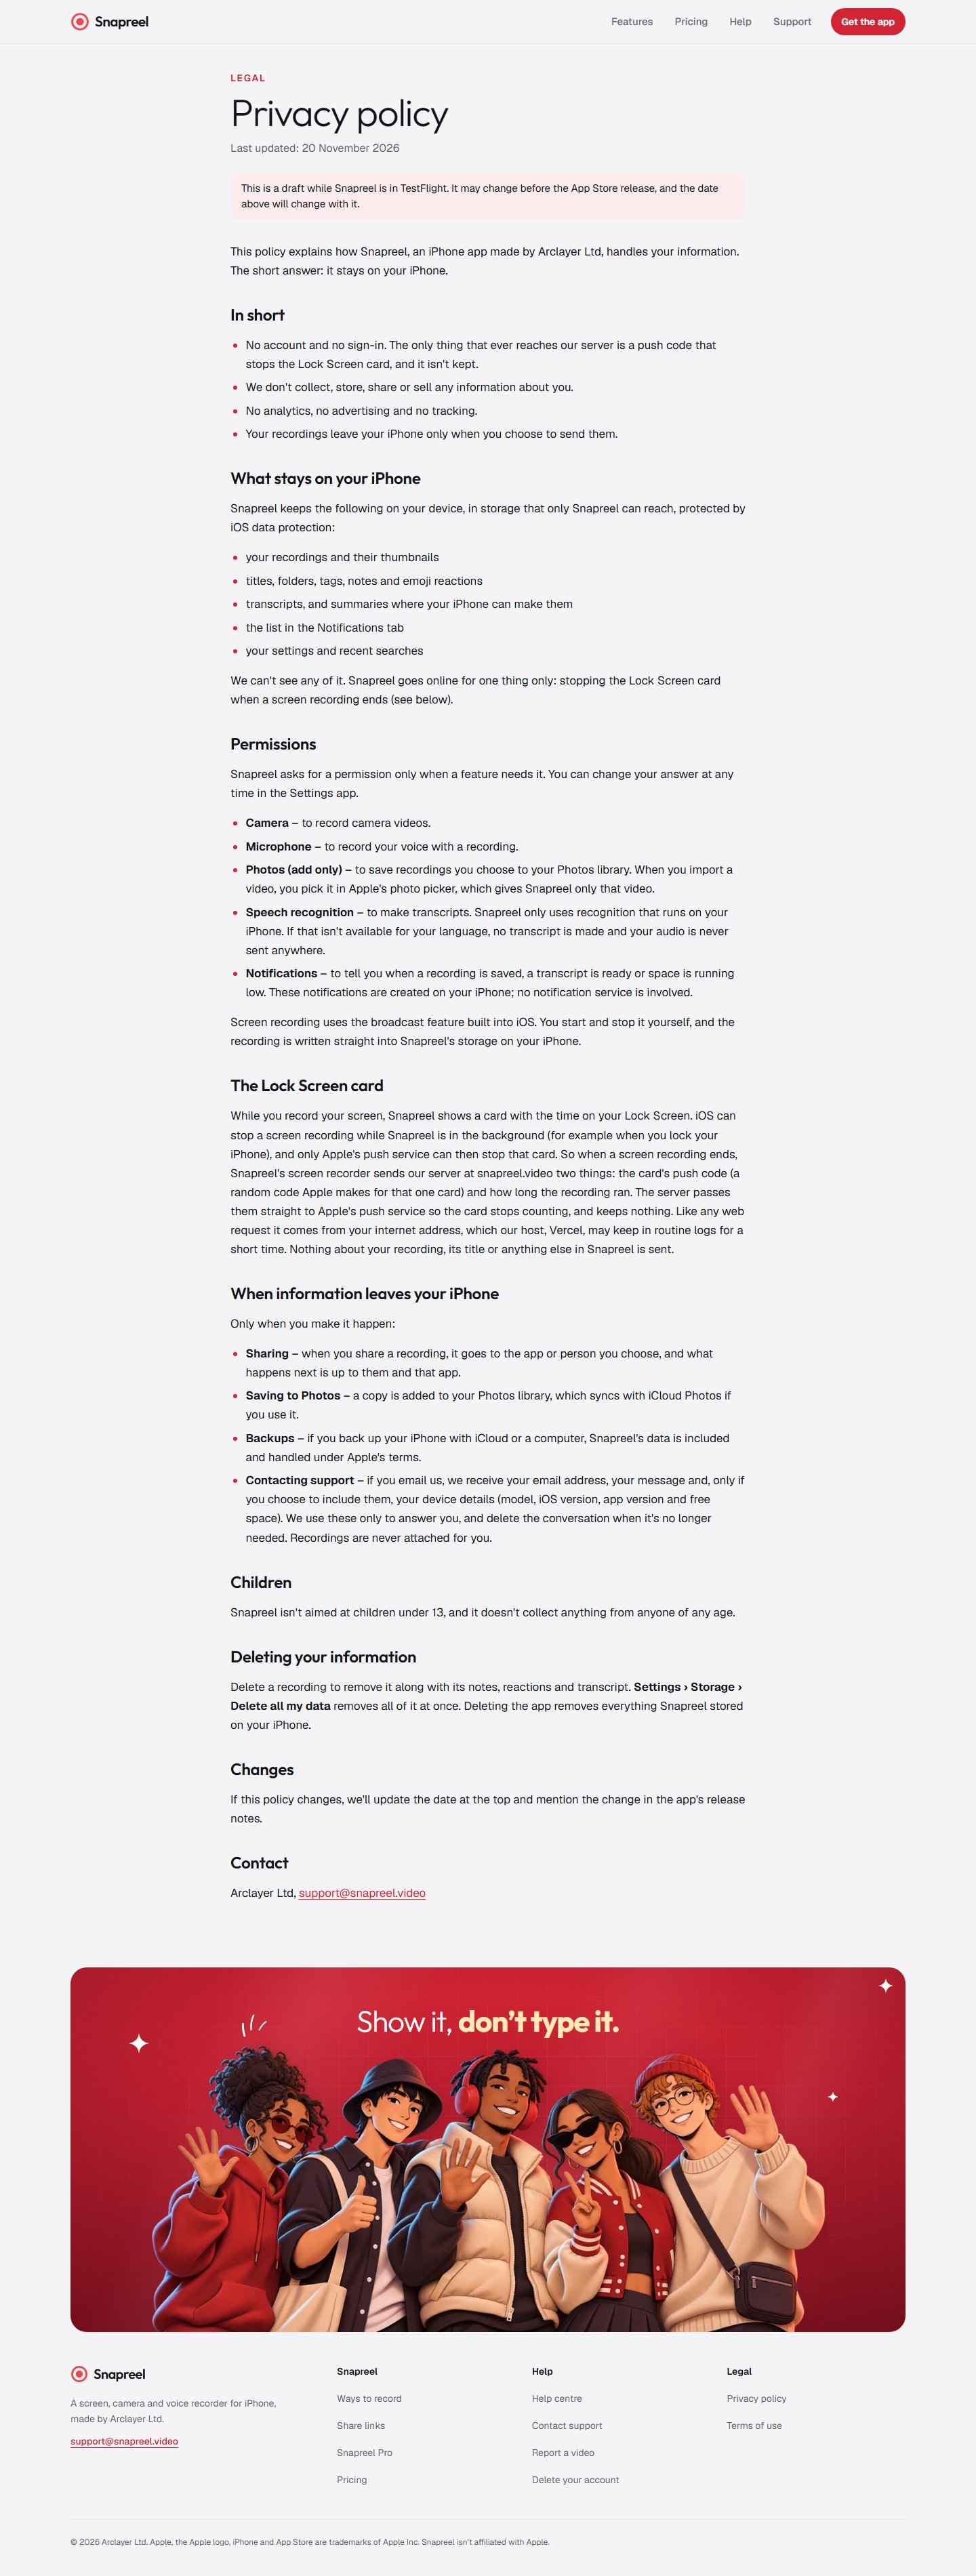 Snapreel
Features
Pricing
Help
Support
Get the app
LEGAL
Privacy policy
Last updated: 20 November 2026
This is a draft while Snapreel is in TestFlight. It may change before the App Store release, and the date
above will change with it.
This policy explains how Snapreel, an iPhone app made by Arclayer Ltd, handles your information.
The short answer: it stays on your iPhone.
In short
No account and no sign-in. The only thing that ever reaches our server is a push code that
stops the Lock Screen card, and it isn't kept.
We don't collect, store, share or sell any information about you.
No analytics, no advertising and no tracking.
Your recordings leave your iPhone only when you choose to send them.
What stays on your iPhone
Snapreel keeps the following on your device, in storage that only Snapreel can reach, protected by
iOS data protection:
your recordings and their thumbnails
titles, folders, tags, notes and emoji reactions
transcripts, and summaries where your iPhone can make them
the list in the Notifications tab
your settings and recent searches
We can't see any of it. Snapreel goes online for one thing only: stopping the Lock Screen card
when a screen recording ends (see below).
Permissions
Snapreel asks for a permission only when a feature needs it. You can change your answer at any
time in the Settings app.
Camera – to record camera videos.
Microphone – to record your voice with a recording.
Photos (add only) – to save recordings you choose to your Photos library. When you import a
video, you pick it in Apple's photo picker, which gives Snapreel only that video.
Speech recognition – to make transcripts. Snapreel only uses recognition that runs on your
iPhone. If that isn't available for your language, no transcript is made and your audio is never
sent anywhere.
Notifications – to tell you when a recording is saved, a transcript is ready or space is running
low. These notifications are created on your iPhone; no notification service is involved.
Screen recording uses the broadcast feature built into iOS. You start and stop it yourself, and the
recording is written straight into Snapreel's storage on your iPhone.
The Lock Screen card
While you record your screen, Snapreel shows a card with the time on your Lock Screen. iOS can
stop a screen recording while Snapreel is in the background (for example when you lock your
iPhone), and only Apple's push service can then stop that card. So when a screen recording ends,
Snapreel's screen recorder sends our server at snapreel.video two things: the card's push code (a
random code Apple makes for that one card) and how long the recording ran. The server passes
them straight to Apple's push service so the card stops counting, and keeps nothing. Like any web
request it comes from your internet address, which our host, Vercel, may keep in routine logs for a
short time. Nothing about your recording, its title or anything else in Snapreel is sent.
When information leaves your iPhone
Only when you make it happen:
Sharing – when you share a recording, it goes to the app or person you choose, and what
happens next is up to them and that app.
Saving to Photos – a copy is added to your Photos library, which syncs with iCloud Photos if
you use it.
Backups – if you back up your iPhone with iCloud or a computer, Snapreel's data is included
and handled under Apple's terms.
Contacting support – if you email us, we receive your email address, your message and, only if
you choose to include them, your device details (model, iOS version, app version and free
space). We use these only to answer you, and delete the conversation when it's no longer
needed. Recordings are never attached for you.
Children
Snapreel isn't aimed at children under 13, and it doesn't collect anything from anyone of any age.
Deleting your information
Delete a recording to remove it along with its notes, reactions and transcript. Settings › Storage ›
Delete all my data removes all of it at once. Deleting the app removes everything Snapreel stored
on your iPhone.
Changes
If this policy changes, we'll update the date at the top and mention the change in the app's release
notes.
Contact
Arclayer Ltd, support@snapreel.video
Show it, don't type it.
Snapreel
A screen, camera and voice recorder for iPhone,
made by Arclayer Ltd.
support@snapreel.video
Snapreel
Ways to record
Share links
Snapreel Pro
Pricing
Help
Help centre
Contact support
Report a video
Delete your account
Legal
Privacy policy
Terms of use
© 2026 Arclayer Ltd. Apple, the Apple logo, iPhone and App Store are trademarks of Apple Inc. Snapreel isn't affiliated with Apple.